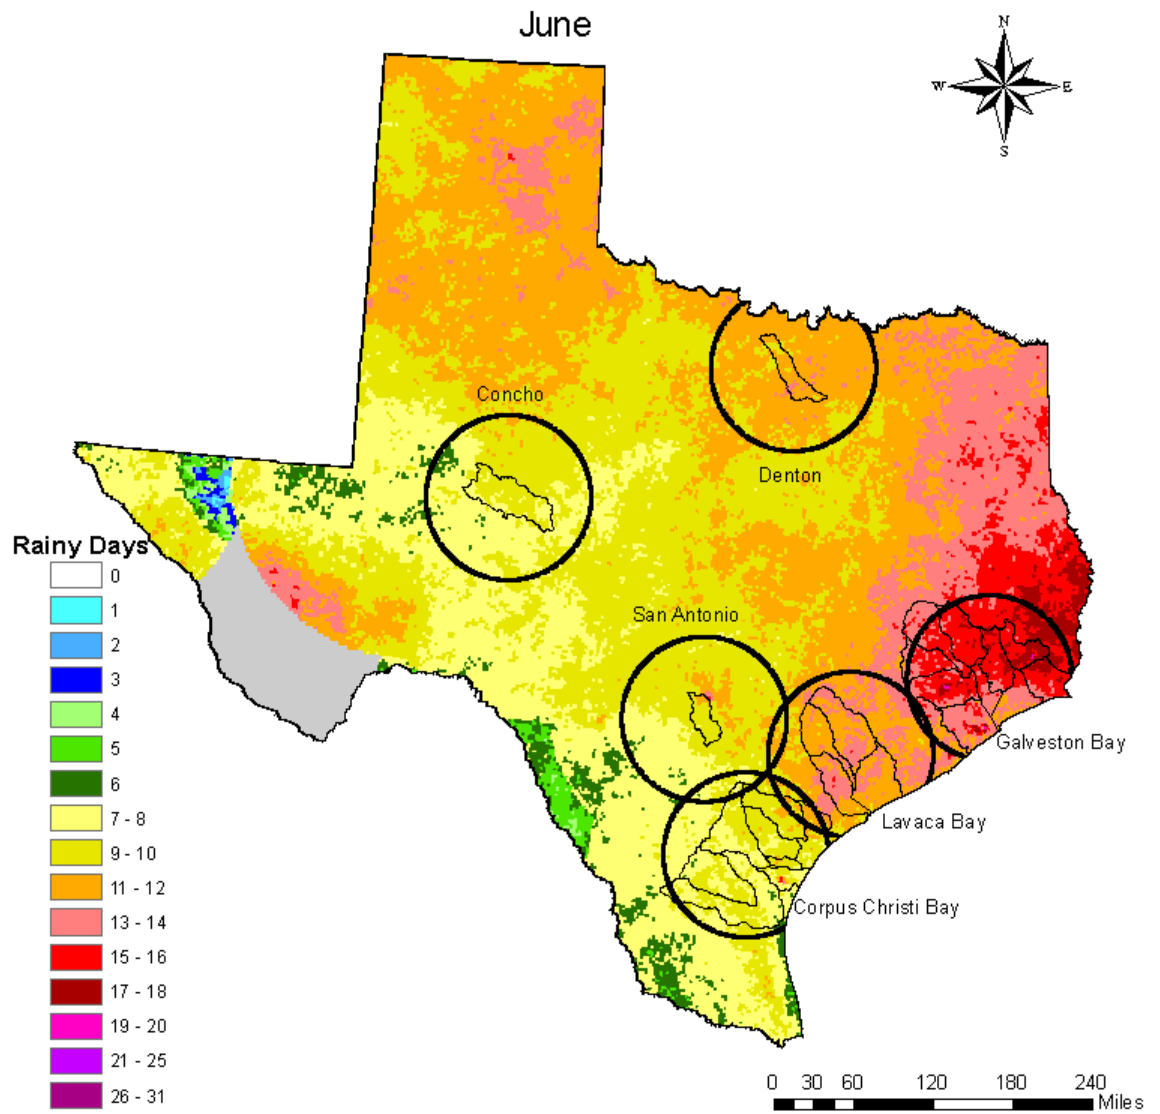 June
N
W E
S
Concho
Denton
Rainy Days
0
1
2
3
4
5
6
7 - 8
9 - 10
11 - 12
13 - 14
15 - 16
17 - 18
19 - 20
21 - 25
26 - 31
San Antonio
Galveston Bay
Lavaca Bay
Corpus Christi Bay
0 30 60 120 180 240
Miles